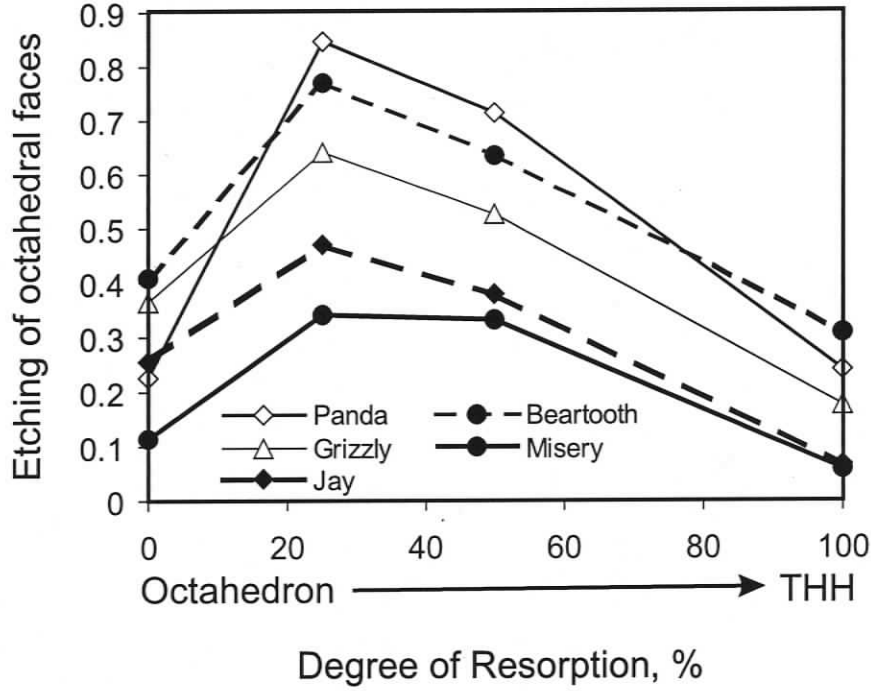 Etching of octahedral faces
0.9
0.8
0.7
0.6
0.5
0.4
0.3
0.2
0.1
0
Panda
Beartooth
Grizzly
Misery
Jay
0 20 40 60 80 100
Octahedron THH
Degree of Resorption, %